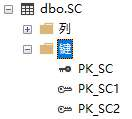 dbo.SC
列
键
PK_SC
PK_SC1
PK_SC2